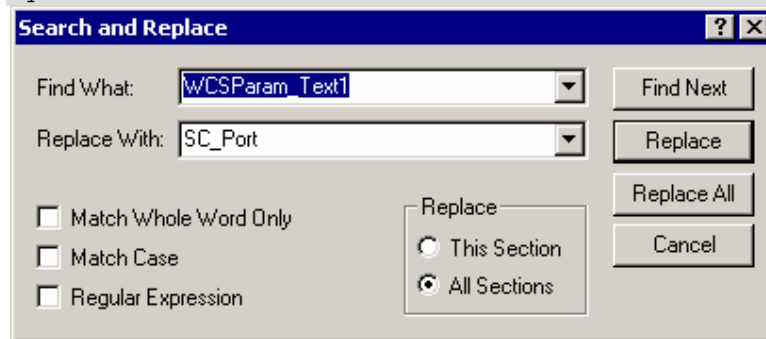 Search and Replace
Find What: WCSParam_Text1 Find Next
Replace With: SC_Port Replace
Replace All
Replace
Match Whole Word Only
This Section Cancel
Match Case
All Sections
Regular Expression